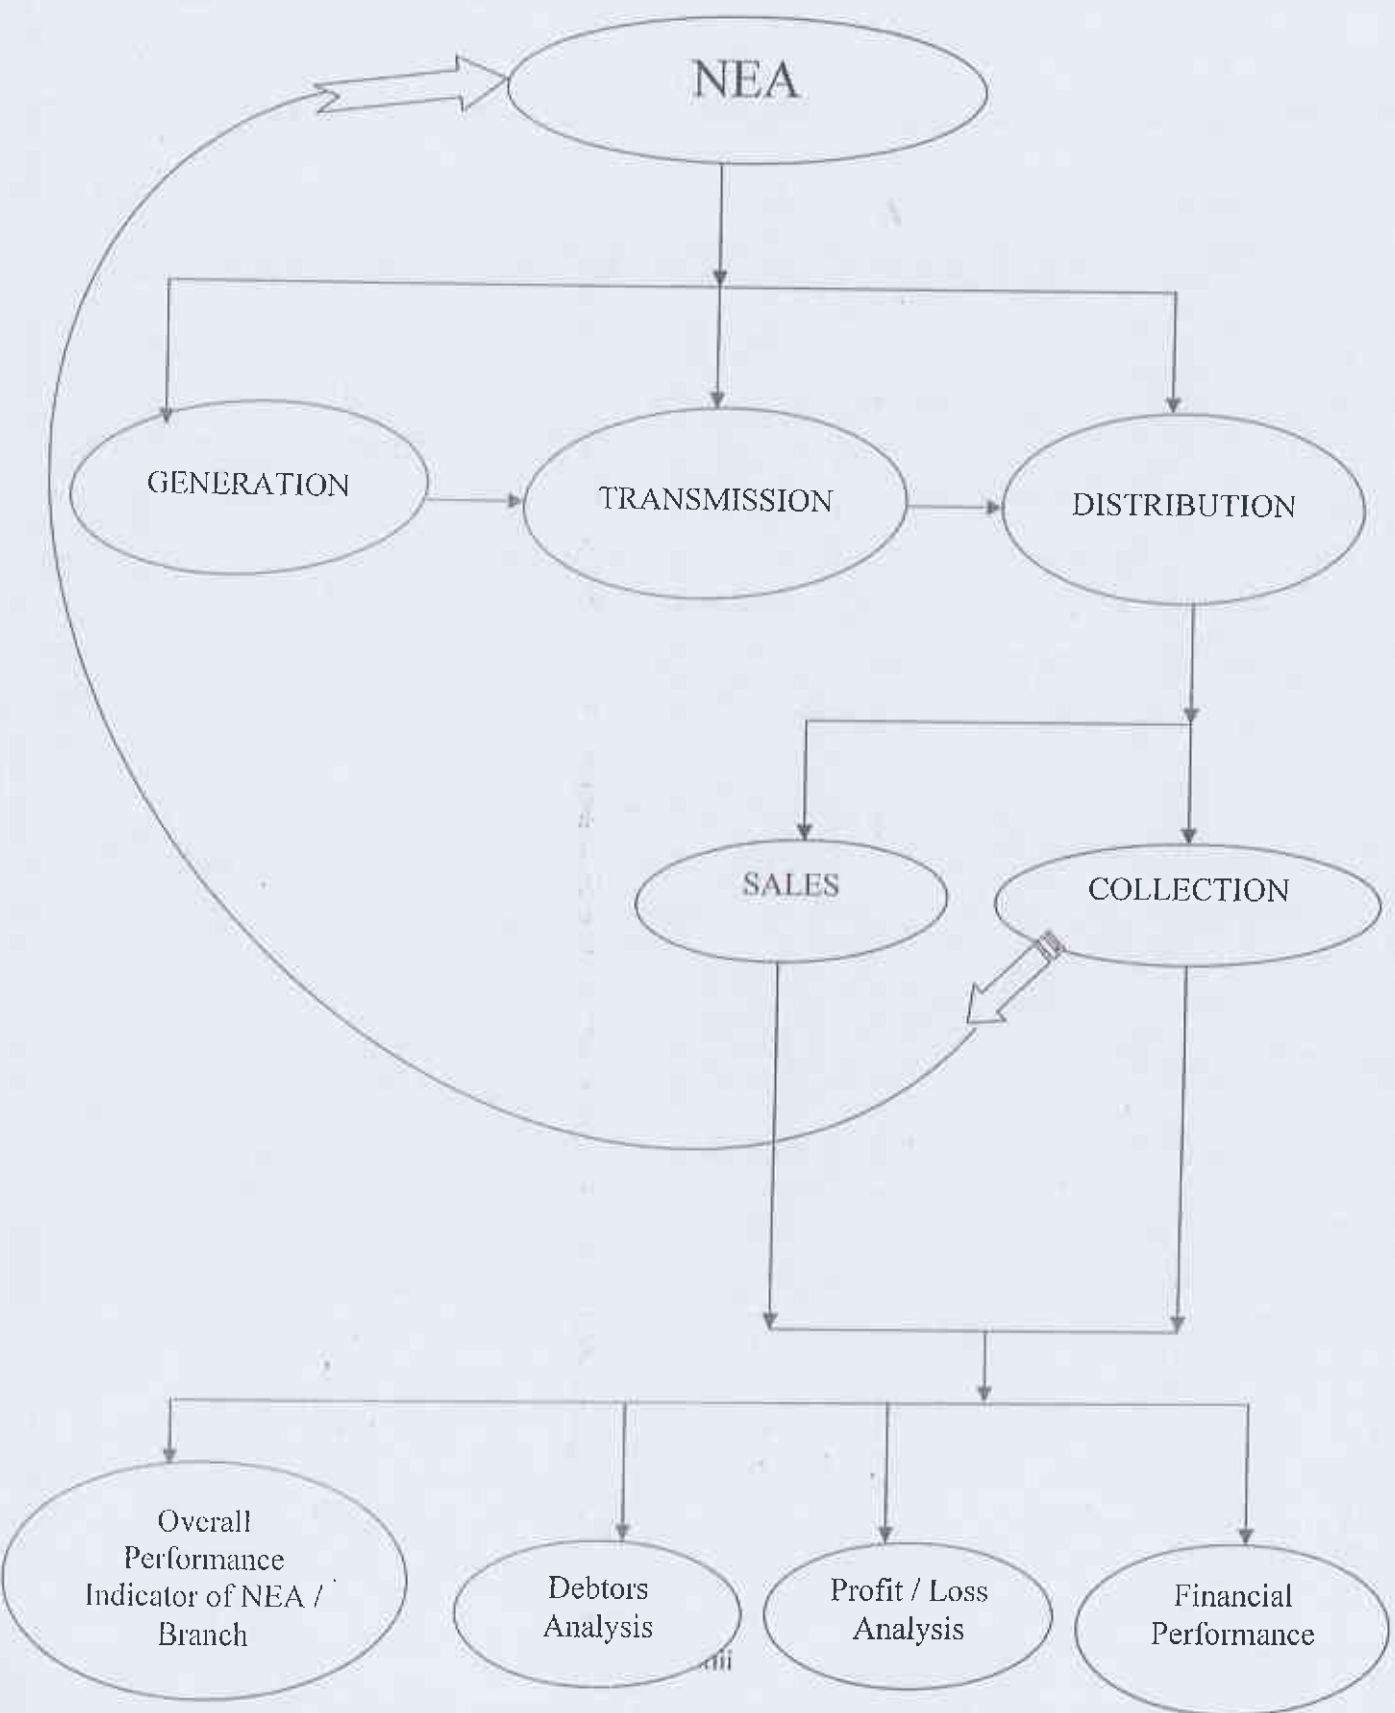 NEA
GENERATION
TRANSMISSION
DISTRIBUTION
SALES
COLLECTION
Overall
Performance
Indicator of NEA /
Branch
Debtors
Analysis
Profit / Loss
Analysis
Financial
Performance